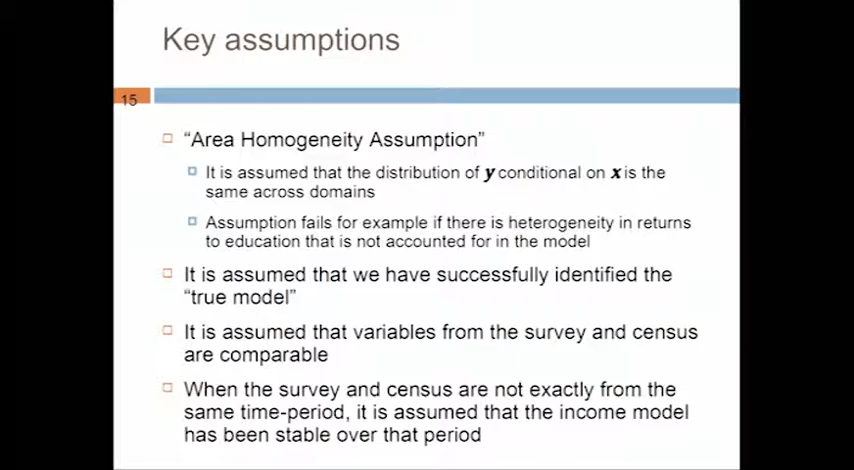 Key assumptions
15
“Area Homogeneity Assumption”
It is assumed that the distribution of y conditional on x is the
same across domains
Assumption fails for example if there is heterogeneity in returns
to education that is not accounted for in the model
It is assumed that we have successfully identified the
“true model”
It is assumed that variables from the survey and census
are comparable
When the survey and census are not exactly from the
same time-period, it is assumed that the income model
has been stable over that period